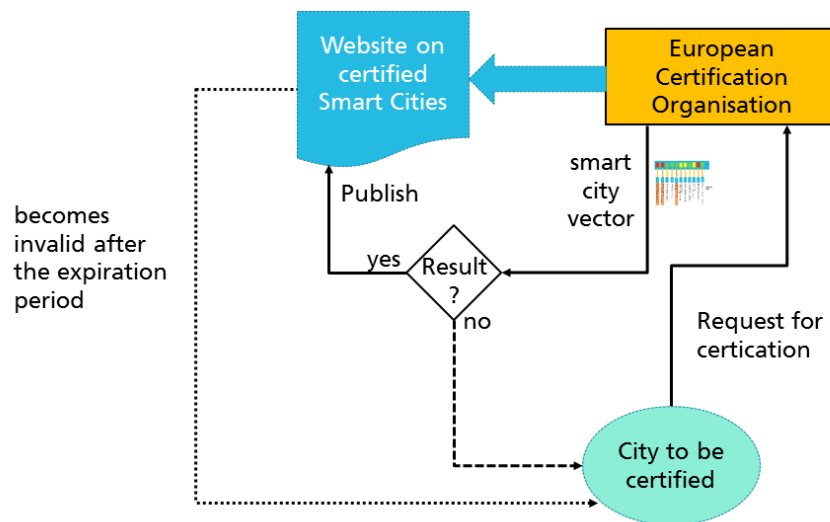 Website on
certified
Smart Cities
European
Certification
Organisation
smart
city
vector
Publish
becomes
invalid after
the expiration
period
yes
Result
?
no
Request for
certication
City to be
certified